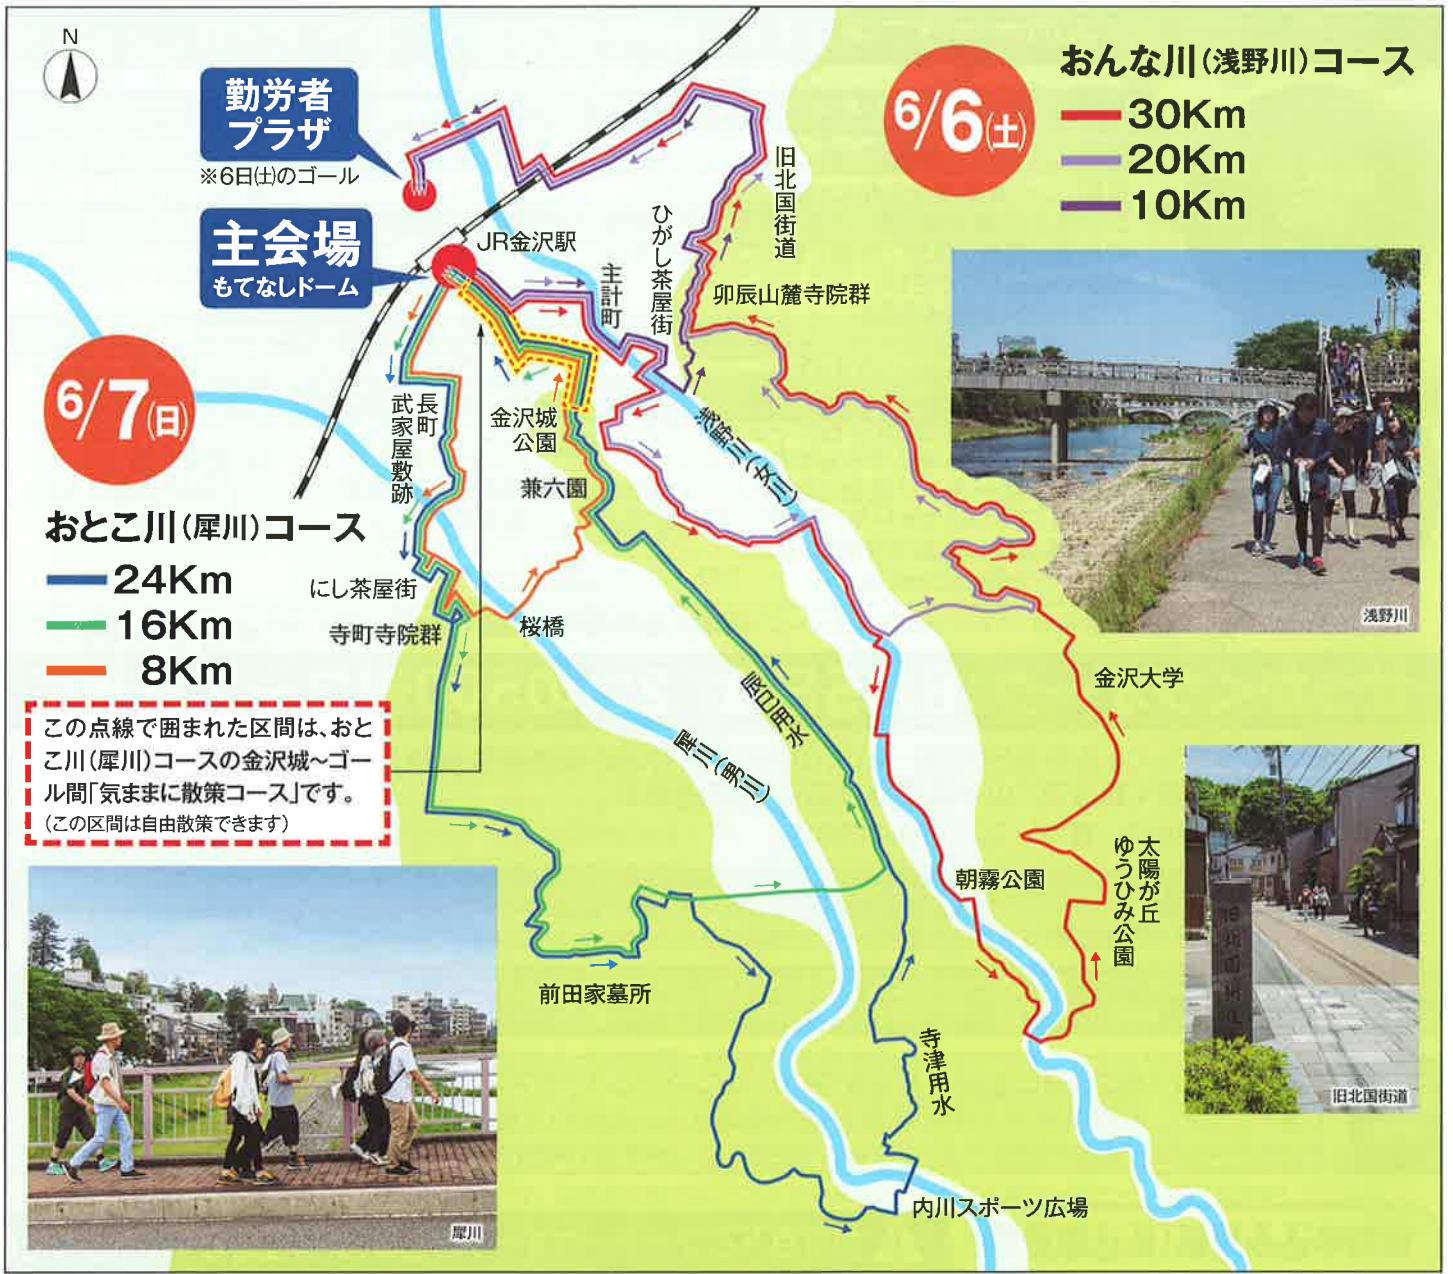 N
勤労者
プラザ
※6日(土)のゴール
主会場
もてなしドーム
JR金沢駅
6/6(土)
おんな川(浅野川)コース
30Km
20Km
10Km
旧北国街道
ひがし茶屋街
主計町
卯辰山麓寺院群
浅野川(女川)
浅野川
6/7(日)
おとこ川(犀川)コース
24Km
16Km
8Km
長町
武家屋敷跡
金沢城
公園
兼六園
にし茶屋街
寺町寺院群
桜橋
この点線で囲まれた区間は、おと
こ川(犀川)コースの金沢城～ゴー
ル間「気ままに散策コース」です。
(この区間は自由散策できます)
辰巳用水
犀川(男川)
金沢大学
朝霧公園
太陽が丘
ゆうひみ公園
前田家墓所
寺津用水
内川スポーツ広場
犀川
旧北国街道
旧北国街道